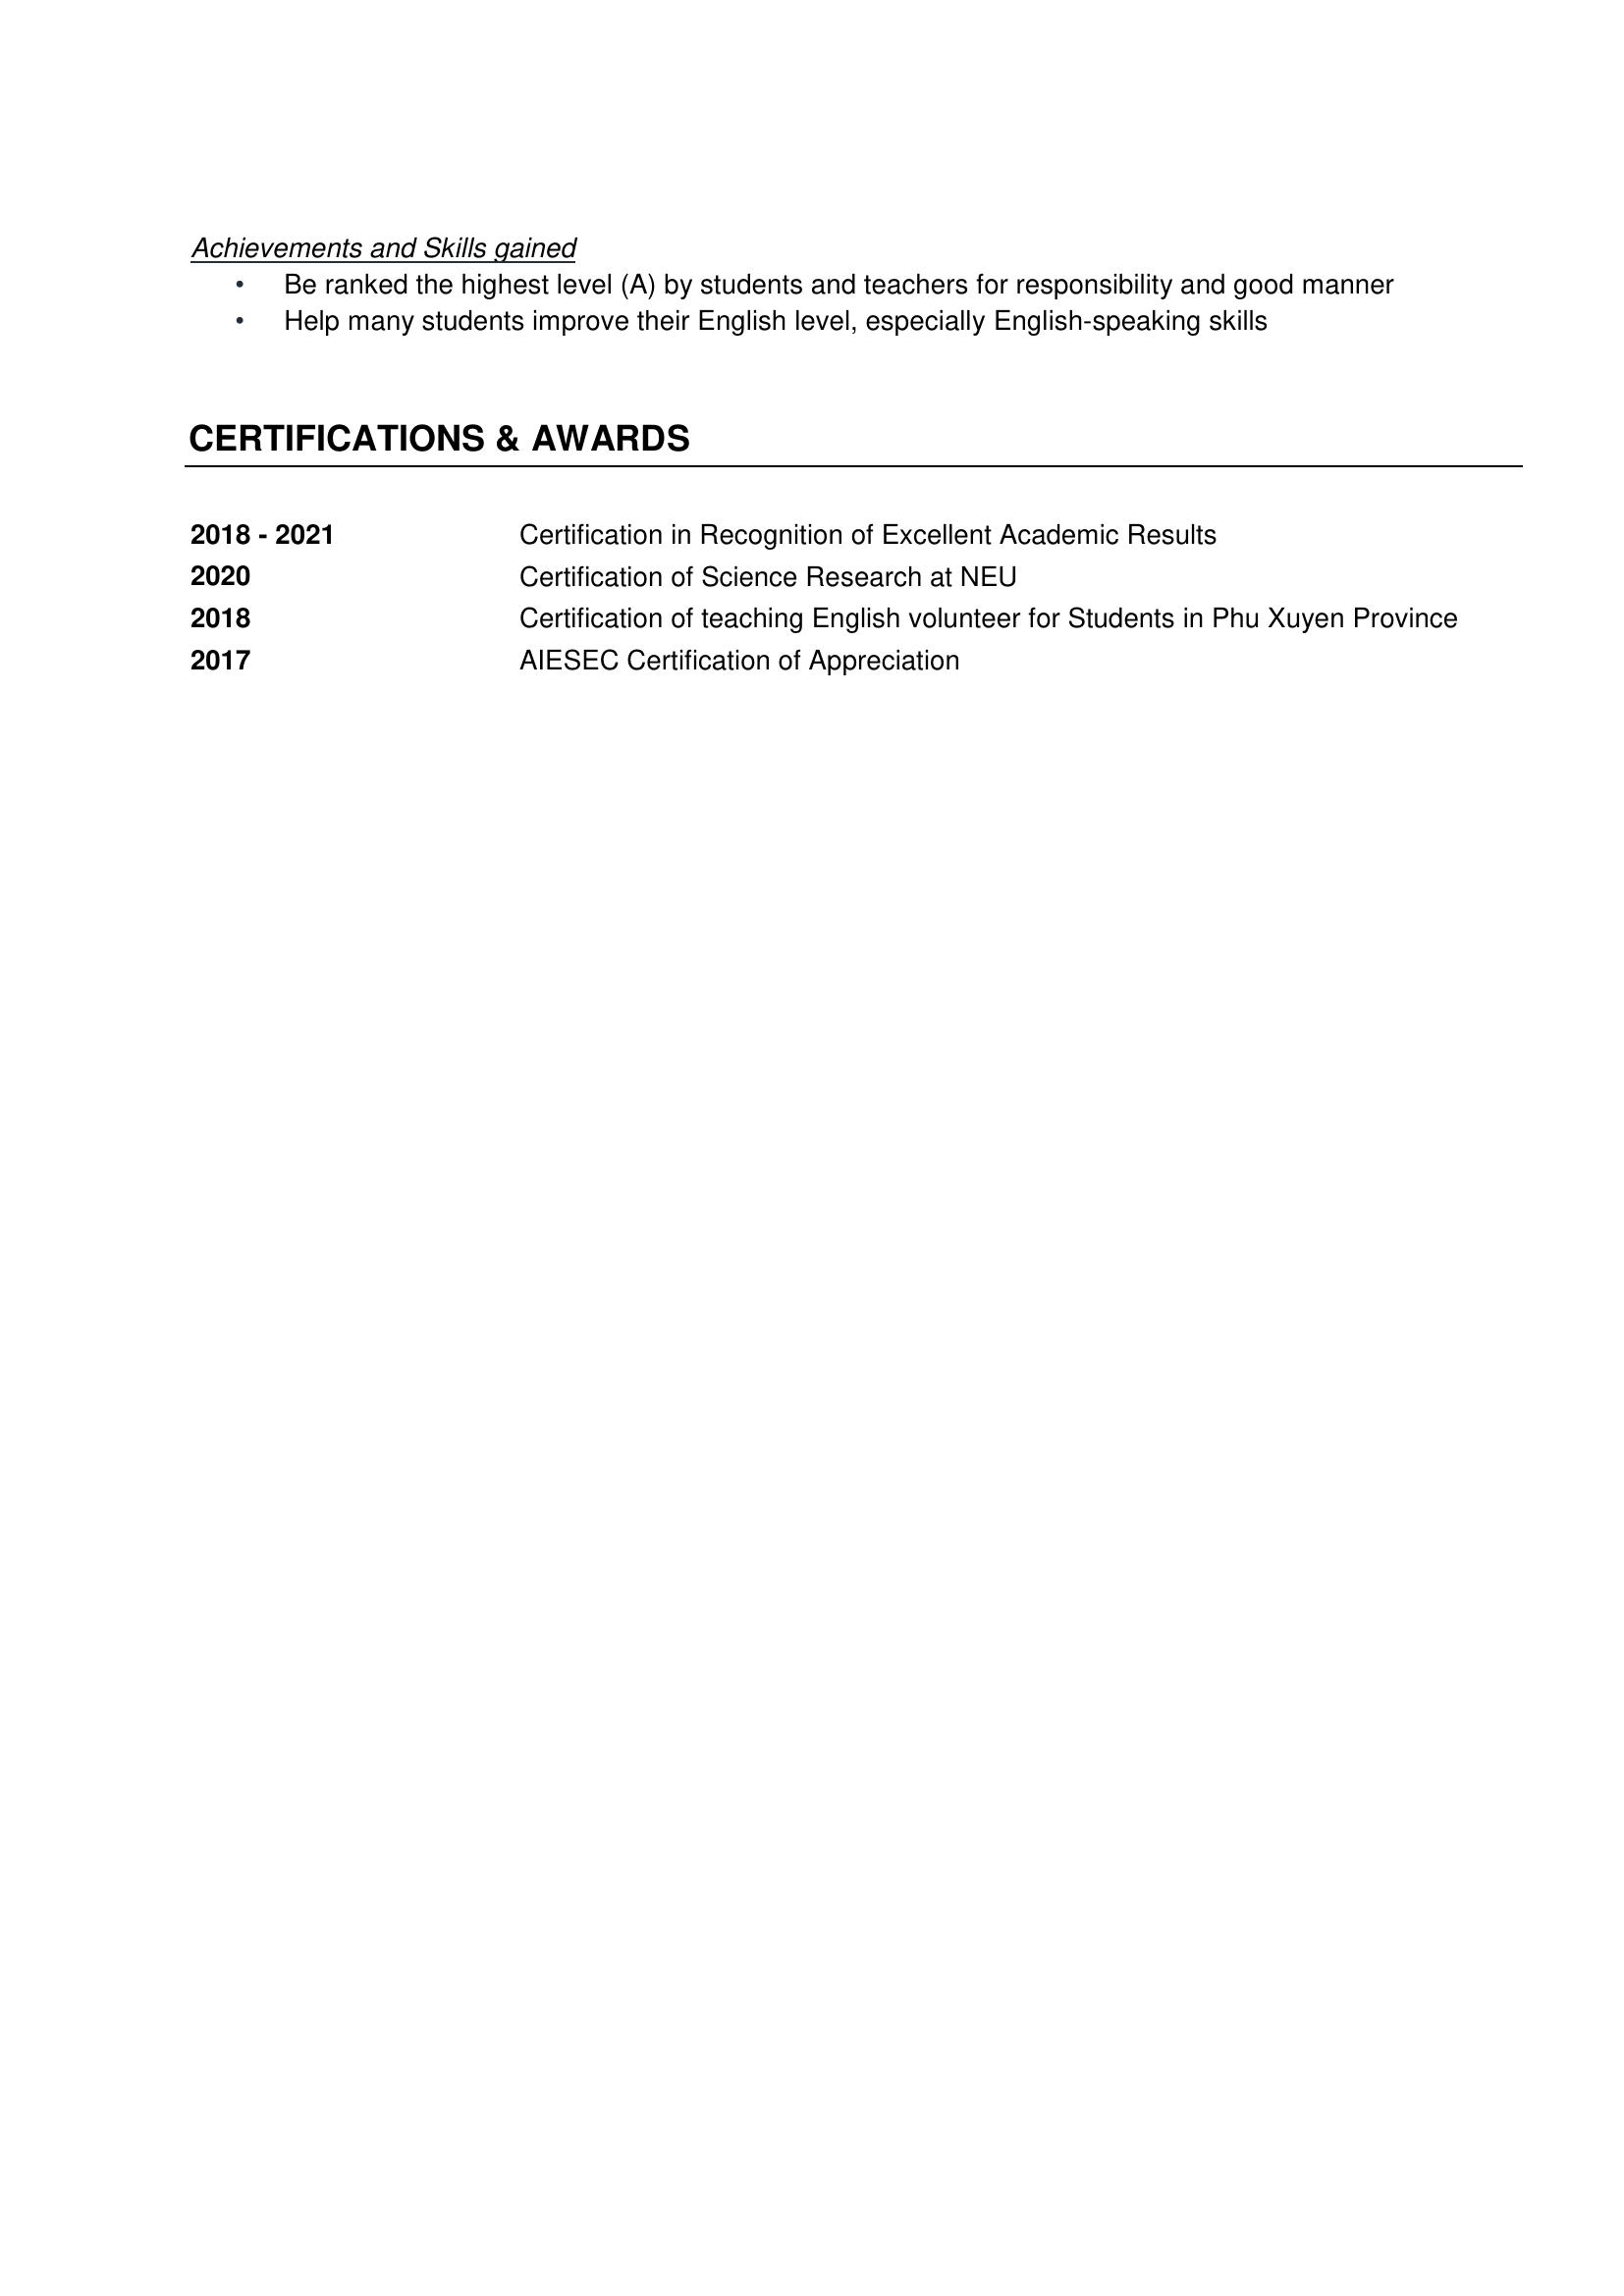 Achievements and Skills gained
• Be ranked the highest level (A) by students and teachers for responsibility and good manner
• Help many students improve their English level, especially English-speaking skills
CERTIFICATIONS & AWARDS
2018 - 2021 Certification in Recognition of Excellent Academic Results
2020 Certification of Science Research at NEU
2018 Certification of teaching English volunteer for Students in Phu Xuyen Province
2017 AIESEC Certification of Appreciation